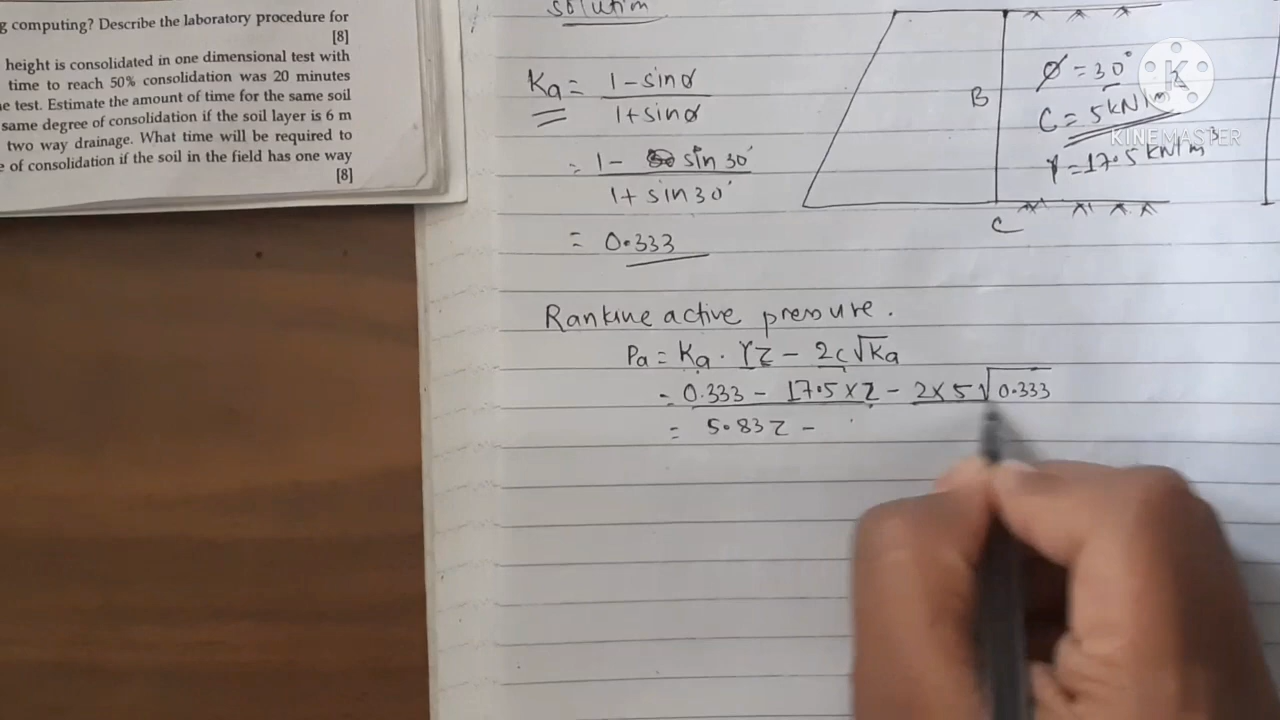 g computing? Describe the laboratory procedure for
[8]
height is consolidated in one dimensional test with
time to reach 50% consolidation was 20 minutes
e test. Estimate the amount of time for the same soil
same degree of consolidation if the soil layer is 6 m
two way drainage. What time will be required to
e of consolidation if the soil in the field has one way
[8]
solution
Ka = 1 - sinα
1 + sinα
= 1 - sin 30°
1 + sin 30°
= 0.333
B
C
Ø = 30°
C = 5 kN/m
γ = 17.5 kN/m³
K
KINEMASTER
Rankine active pressure.
Pa = Ka . γz - 2c√Ka
= 0.333 - 17.5 × z - 2 × 5 √0.333
= 5.83 z -